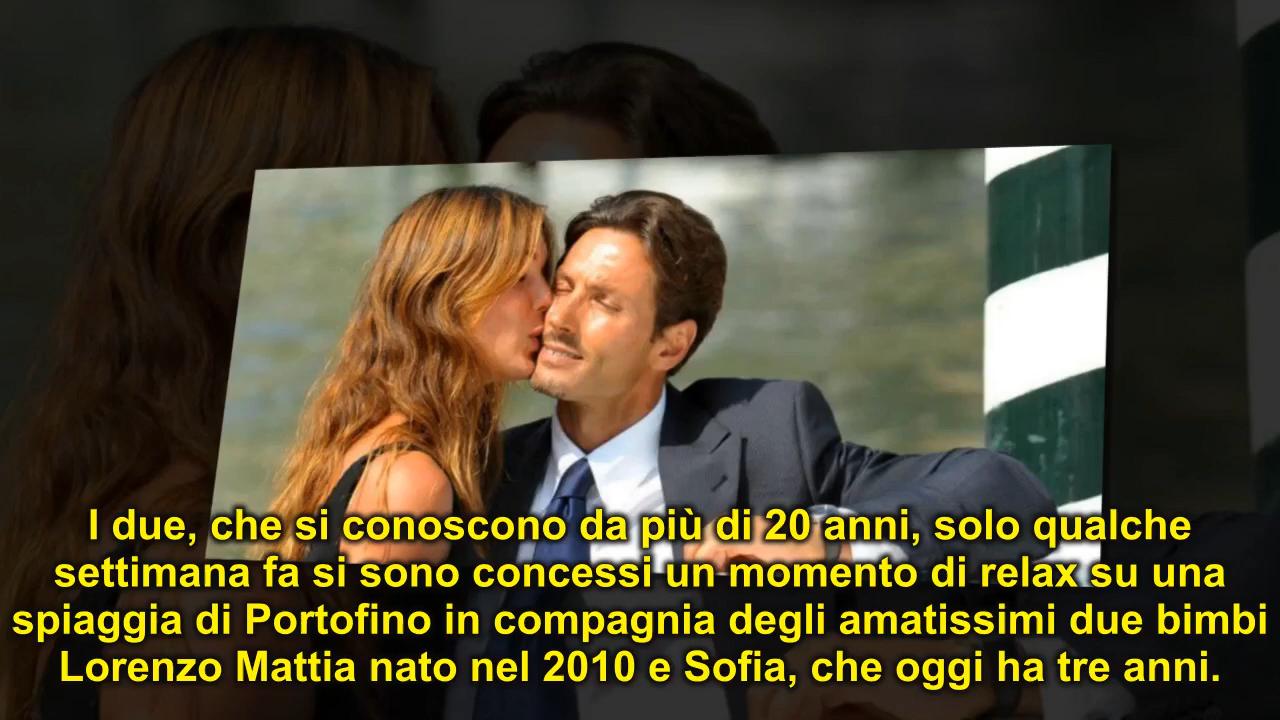 I due, che si conoscono da più di 20 anni, solo qualche
settimana fa si sono concessi un momento di relax su una
spiaggia di Portofino in compagnia degli amatissimi due bimbi
Lorenzo Mattia nato nel 2010 e Sofia, che oggi ha tre anni.